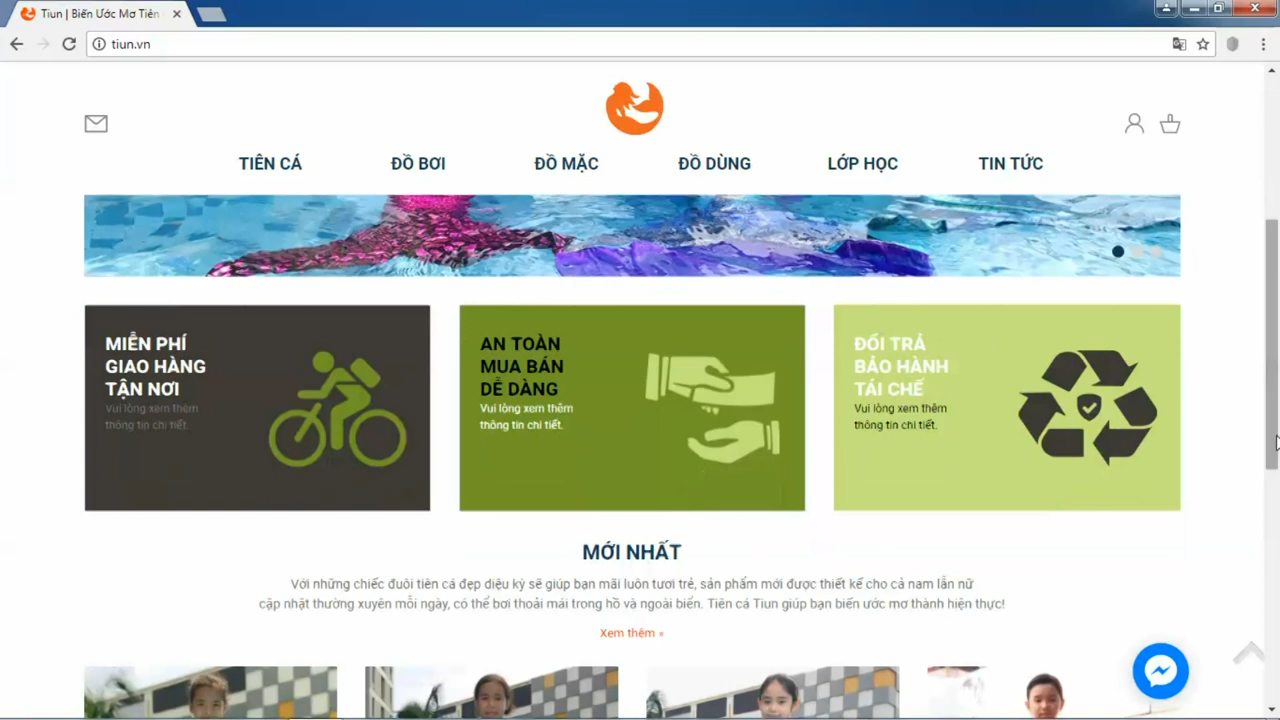 Tiun | Biến Ước Mơ Tiên
tiun.vn
TIÊN CÁ
ĐỒ BƠI
ĐỒ MẶC
ĐỒ DÙNG
LỚP HỌC
TIN TỨC
MIỄN PHÍ
GIAO HÀNG
TẬN NƠI
Vui lòng xem thêm
thông tin chi tiết.
AN TOÀN
MUA BÁN
DỄ DÀNG
Vui lòng xem thêm
thông tin chi tiết.
ĐỔI TRẢ
BẢO HÀNH
TÁI CHẾ
Vui lòng xem thêm
thông tin chi tiết.
MỚI NHẤT
Với những chiếc đuôi tiên cá đẹp diệu kỳ sẽ giúp bạn mãi luôn tươi trẻ, sản phẩm mới được thiết kế cho cả nam lẫn nữ
cập nhật thường xuyên mỗi ngày, có thể bơi thoải mái trong hồ và ngoài biển. Tiên cá Tiun giúp bạn biến ước mơ thành hiện thực!
Xem thêm »